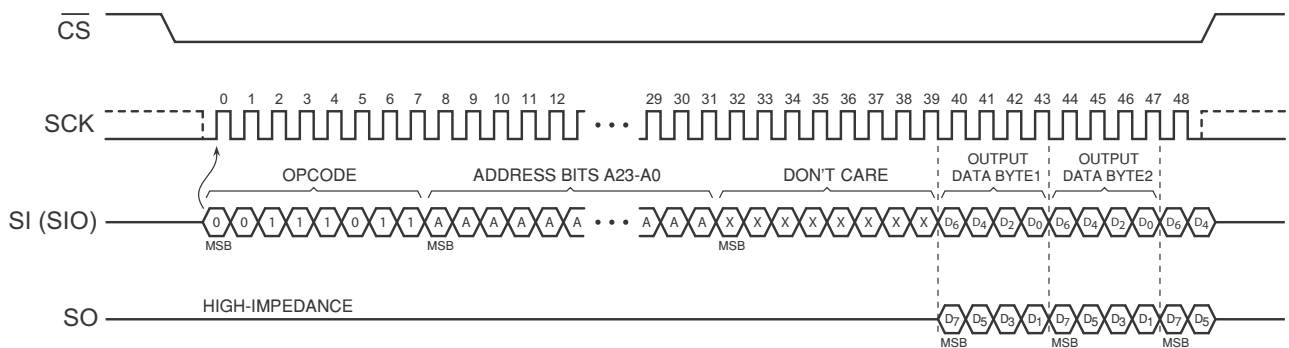 CS
0 1 2 3 4 5 6 7 8 9 10 11 12 29 30 31 32 33 34 35 36 37 38 39 40 41 42 43 44 45 46 47 48
SCK
OPCODE ADDRESS BITS A23-A0 DON'T CARE OUTPUT DATA BYTE1 OUTPUT DATA BYTE2
SI (SIO) 0 0 1 1 1 0 1 1 A A A A A A A A A X X X X X X X X D6 D4 D2 D0 D6 D4 D2 D0 D6 D4
MSB MSB MSB
HIGH-IMPEDANCE
SO D7 D5 D3 D1 D7 D5 D3 D1 D7 D5
MSB MSB MSB